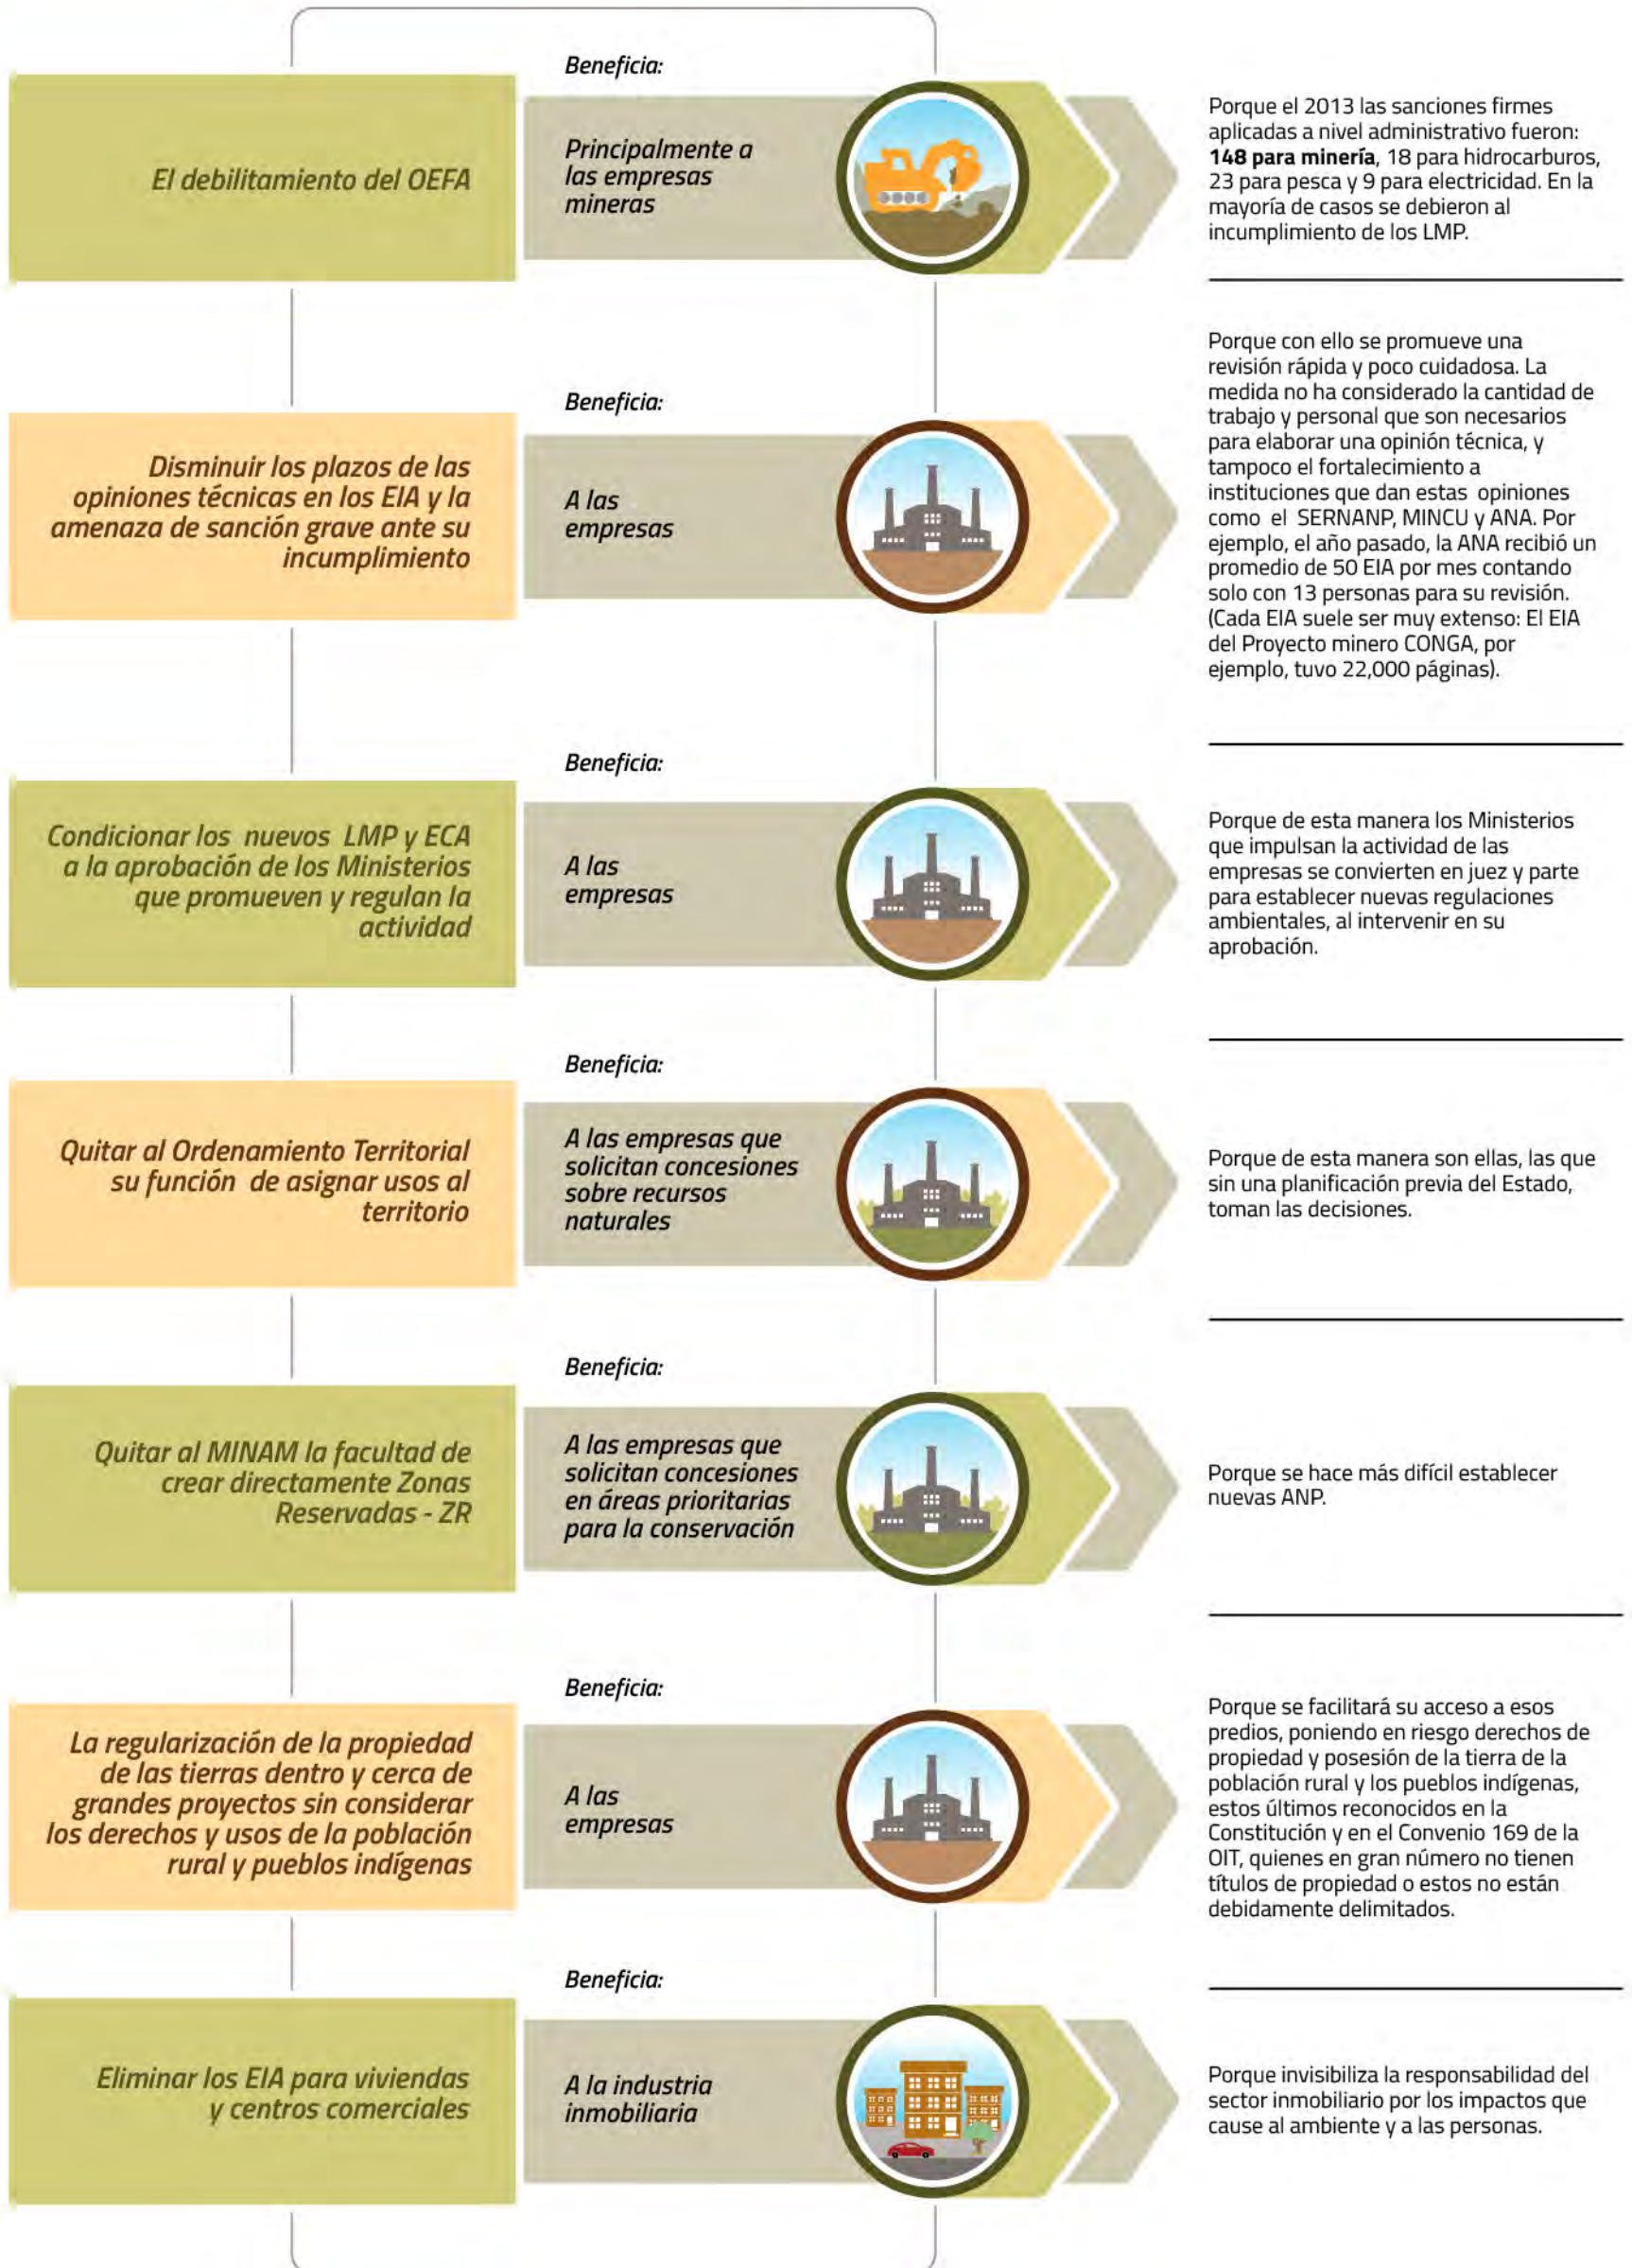 El debilitamiento del OEFA
Beneficia:
Principalmente a
las empresas
mineras
Porque el 2013 las sanciones firmes
aplicadas a nivel administrativo fueron:
148 para minería, 18 para hidrocarburos,
23 para pesca y 9 para electricidad. En la
mayoría de casos se debieron al
incumplimiento de los LMP.
Disminuir los plazos de las
opiniones técnicas en los EIA y la
amenaza de sanción grave ante su
incumplimiento
Beneficia:
A las
empresas
Porque con ello se promueve una
revisión rápida y poco cuidadosa. La
medida no ha considerado la cantidad de
trabajo y personal que son necesarios
para elaborar una opinión técnica, y
tampoco el fortalecimiento a
instituciones que dan estas opiniones
como el SERNANP, MINCU y ANA. Por
ejemplo, el año pasado, la ANA recibió un
promedio de 50 EIA por mes contando
solo con 13 personas para su revisión.
(Cada EIA suele ser muy extenso: El EIA
del Proyecto minero CONGA, por
ejemplo, tuvo 22,000 páginas).
Condicionar los nuevos LMP y ECA
a la aprobación de los Ministerios
que promueven y regulan la
actividad
Beneficia:
A las
empresas
Porque de esta manera los Ministerios
que impulsan la actividad de las
empresas se convierten en juez y parte
para establecer nuevas regulaciones
ambientales, al intervenir en su
aprobación.
Quitar al Ordenamiento Territorial
su función de asignar usos al
territorio
Beneficia:
A las empresas que
solicitan concesiones
sobre recursos
naturales
Porque de esta manera son ellas, las que
sin una planificación previa del Estado,
toman las decisiones.
Quitar al MINAM la facultad de
crear directamente Zonas
Reservadas - ZR
Beneficia:
A las empresas que
solicitan concesiones
en áreas prioritarias
para la conservación
Porque se hace más difícil establecer
nuevas ANP.
La regularización de la propiedad
de las tierras dentro y cerca de
grandes proyectos sin considerar
los derechos y usos de la población
rural y pueblos indígenas
Beneficia:
A las
empresas
Porque se facilitará su acceso a esos
predios, poniendo en riesgo derechos de
propiedad y posesión de la tierra de la
población rural y los pueblos indígenas,
estos últimos reconocidos en la
Constitución y en el Convenio 169 de la
OIT, quienes en gran número no tienen
títulos de propiedad o estos no están
debidamente delimitados.
Eliminar los EIA para viviendas
y centros comerciales
Beneficia:
A la industria
inmobiliaria
Porque invisibiliza la responsabilidad del
sector inmobiliario por los impactos que
cause al ambiente y a las personas.